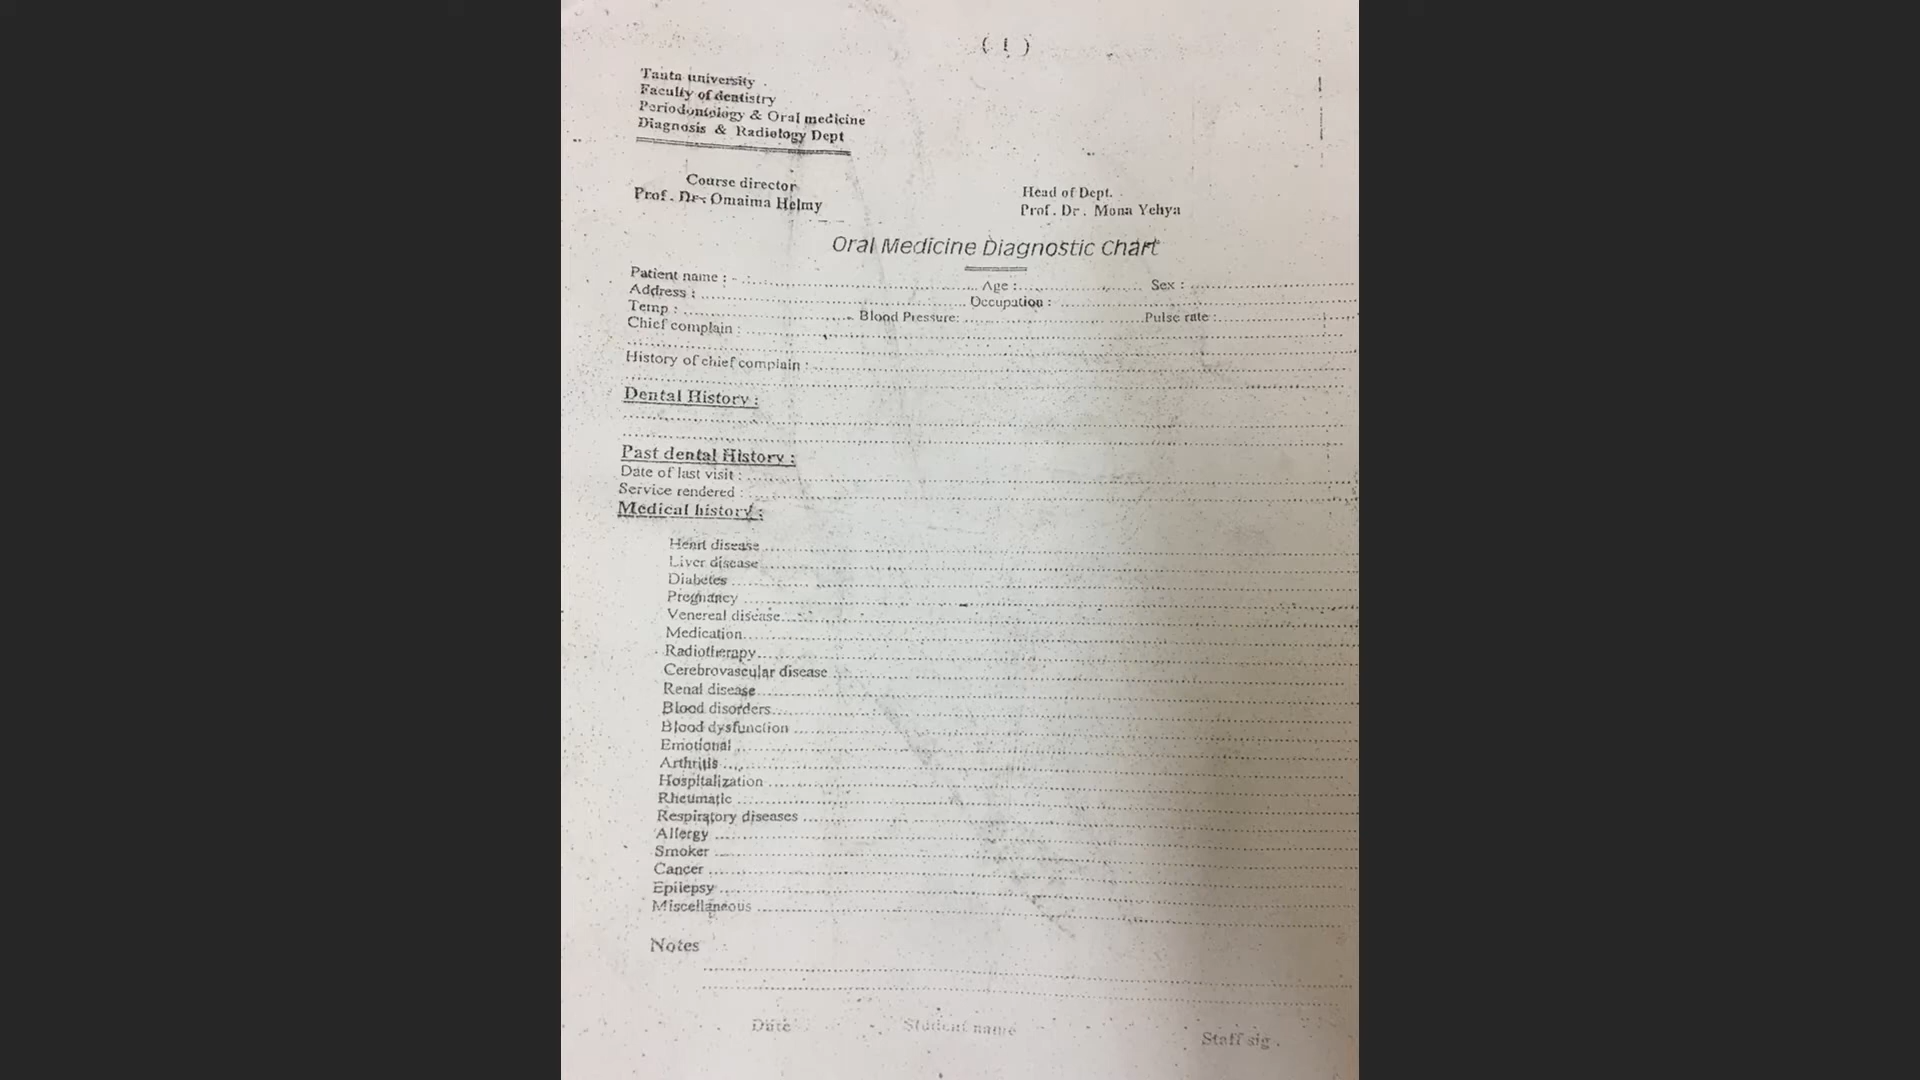 ( 1 )
Tanta university
Faculty of dentistry
Periodontology & Oral medicine
Diagnosis & Radiology Dept
Course director
Prof. Dr. Omaima Helmy
Head of Dept.
Prof. Dr. Mona Yehya
Oral Medicine Diagnostic Chart
Patient name : Age : Sex :
Address : Occupation :
Temp : Blood Pressure: Pulse rate :
Chief complain :
History of chief complain :
Dental History :
Past dental History :
Date of last visit :
Service rendered :
Medical history :
Heart disease
Liver disease
Diabetes
Pregnancy
Venereal disease
Medication
Radiotherapy
Cerebrovascular disease
Renal disease
Blood disorders
Blood dysfunction
Emotional
Arthritis
Hospitalization
Rheumatic
Respiratory diseases
Allergy
Smoker
Cancer
Epilepsy
Miscellaneous
Notes
Date Student name Staff sig.